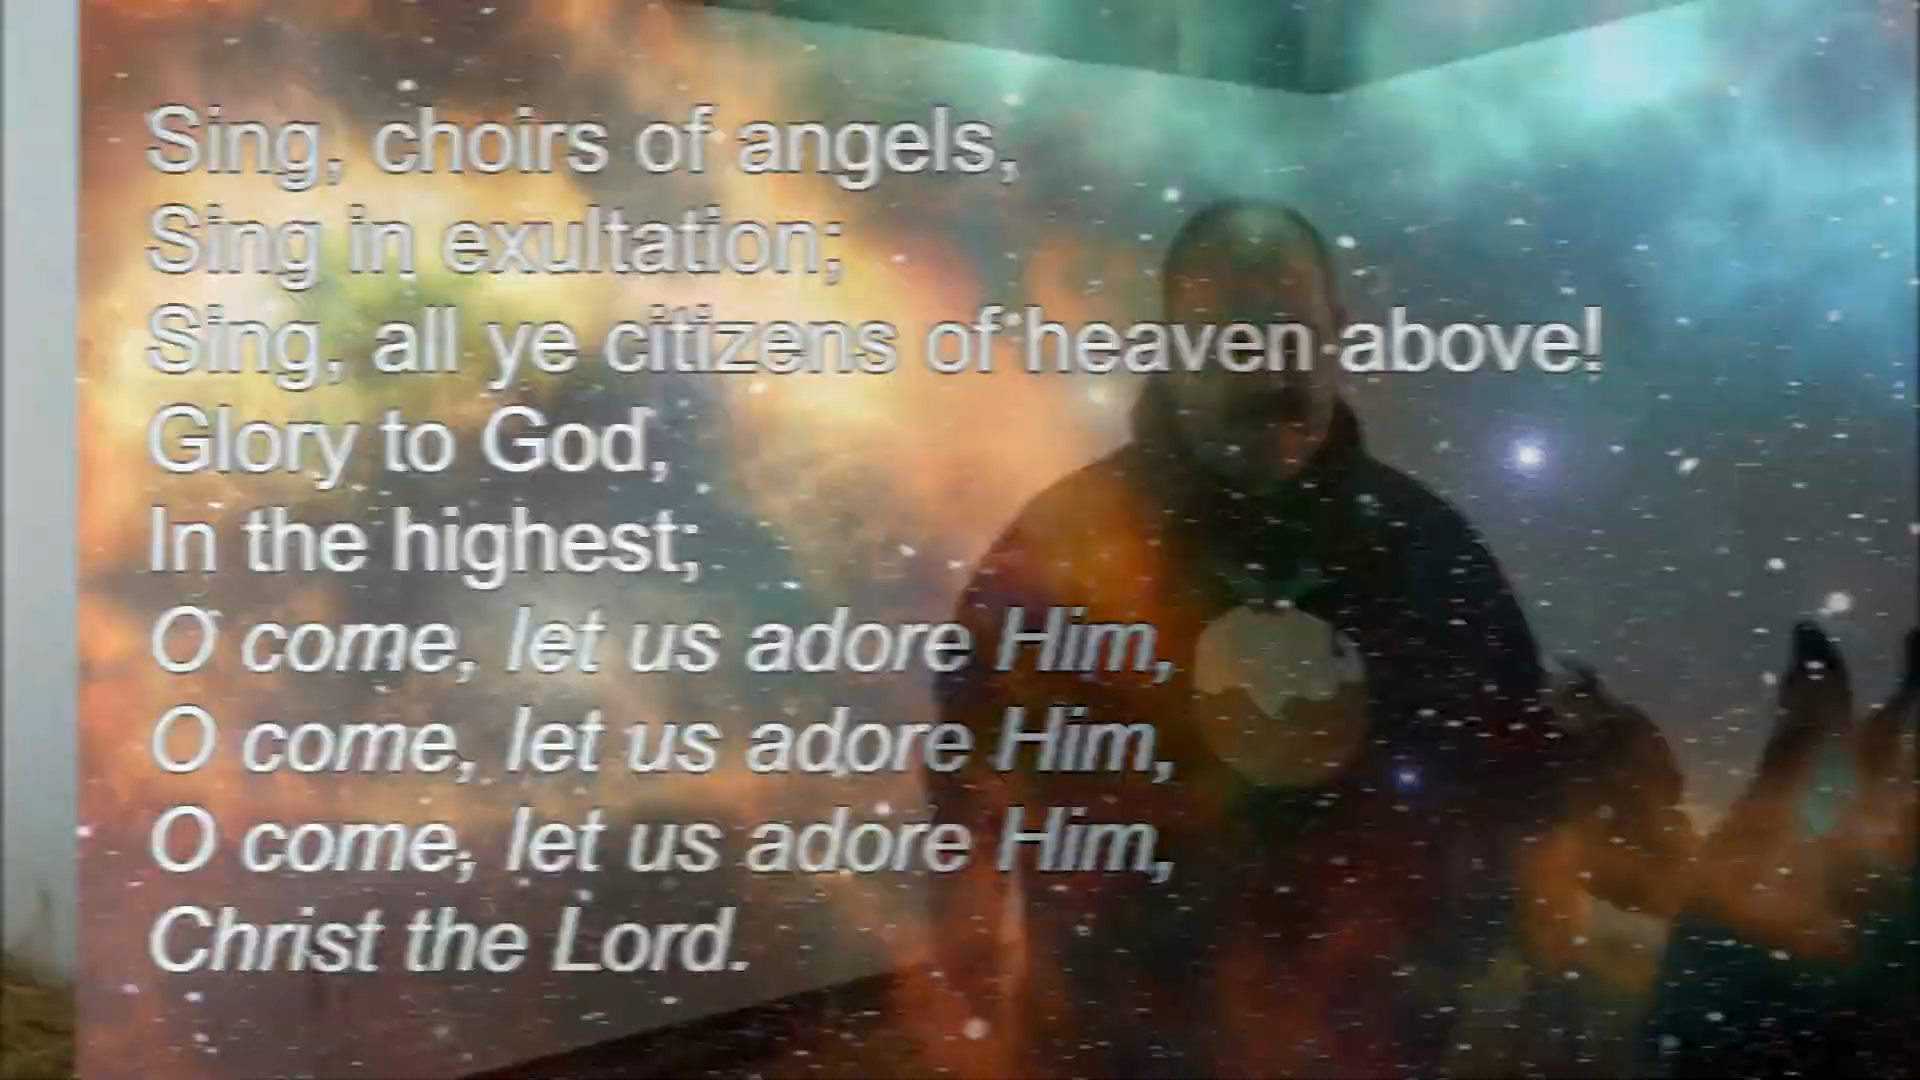 Sing, choirs of angels,
Sing in exultation;
Sing, all ye citizens of heaven above!
Glory to God,
In the highest;
O come, let us adore Him,
O come, let us adore Him,
O come, let us adore Him,
Christ the Lord.